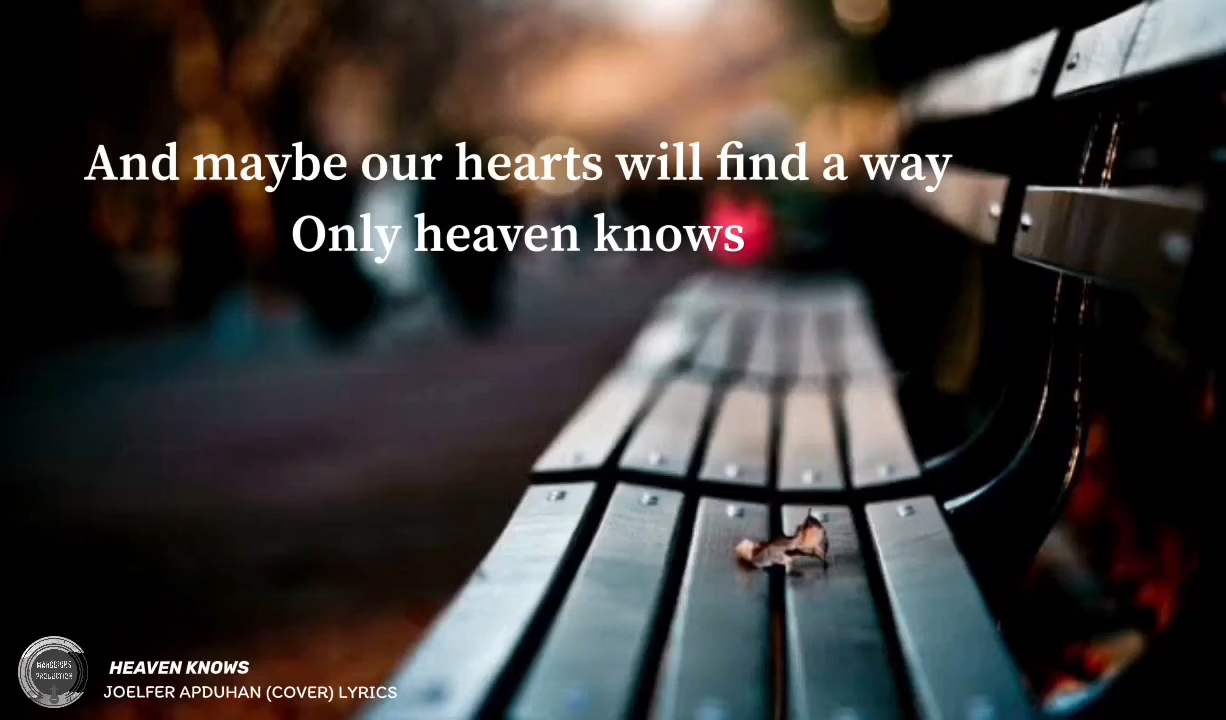 And maybe our hearts will find a way
Only heaven knows
HEAVEN KNOWS
JOELFER APDUHAN (COVER) LYRICS